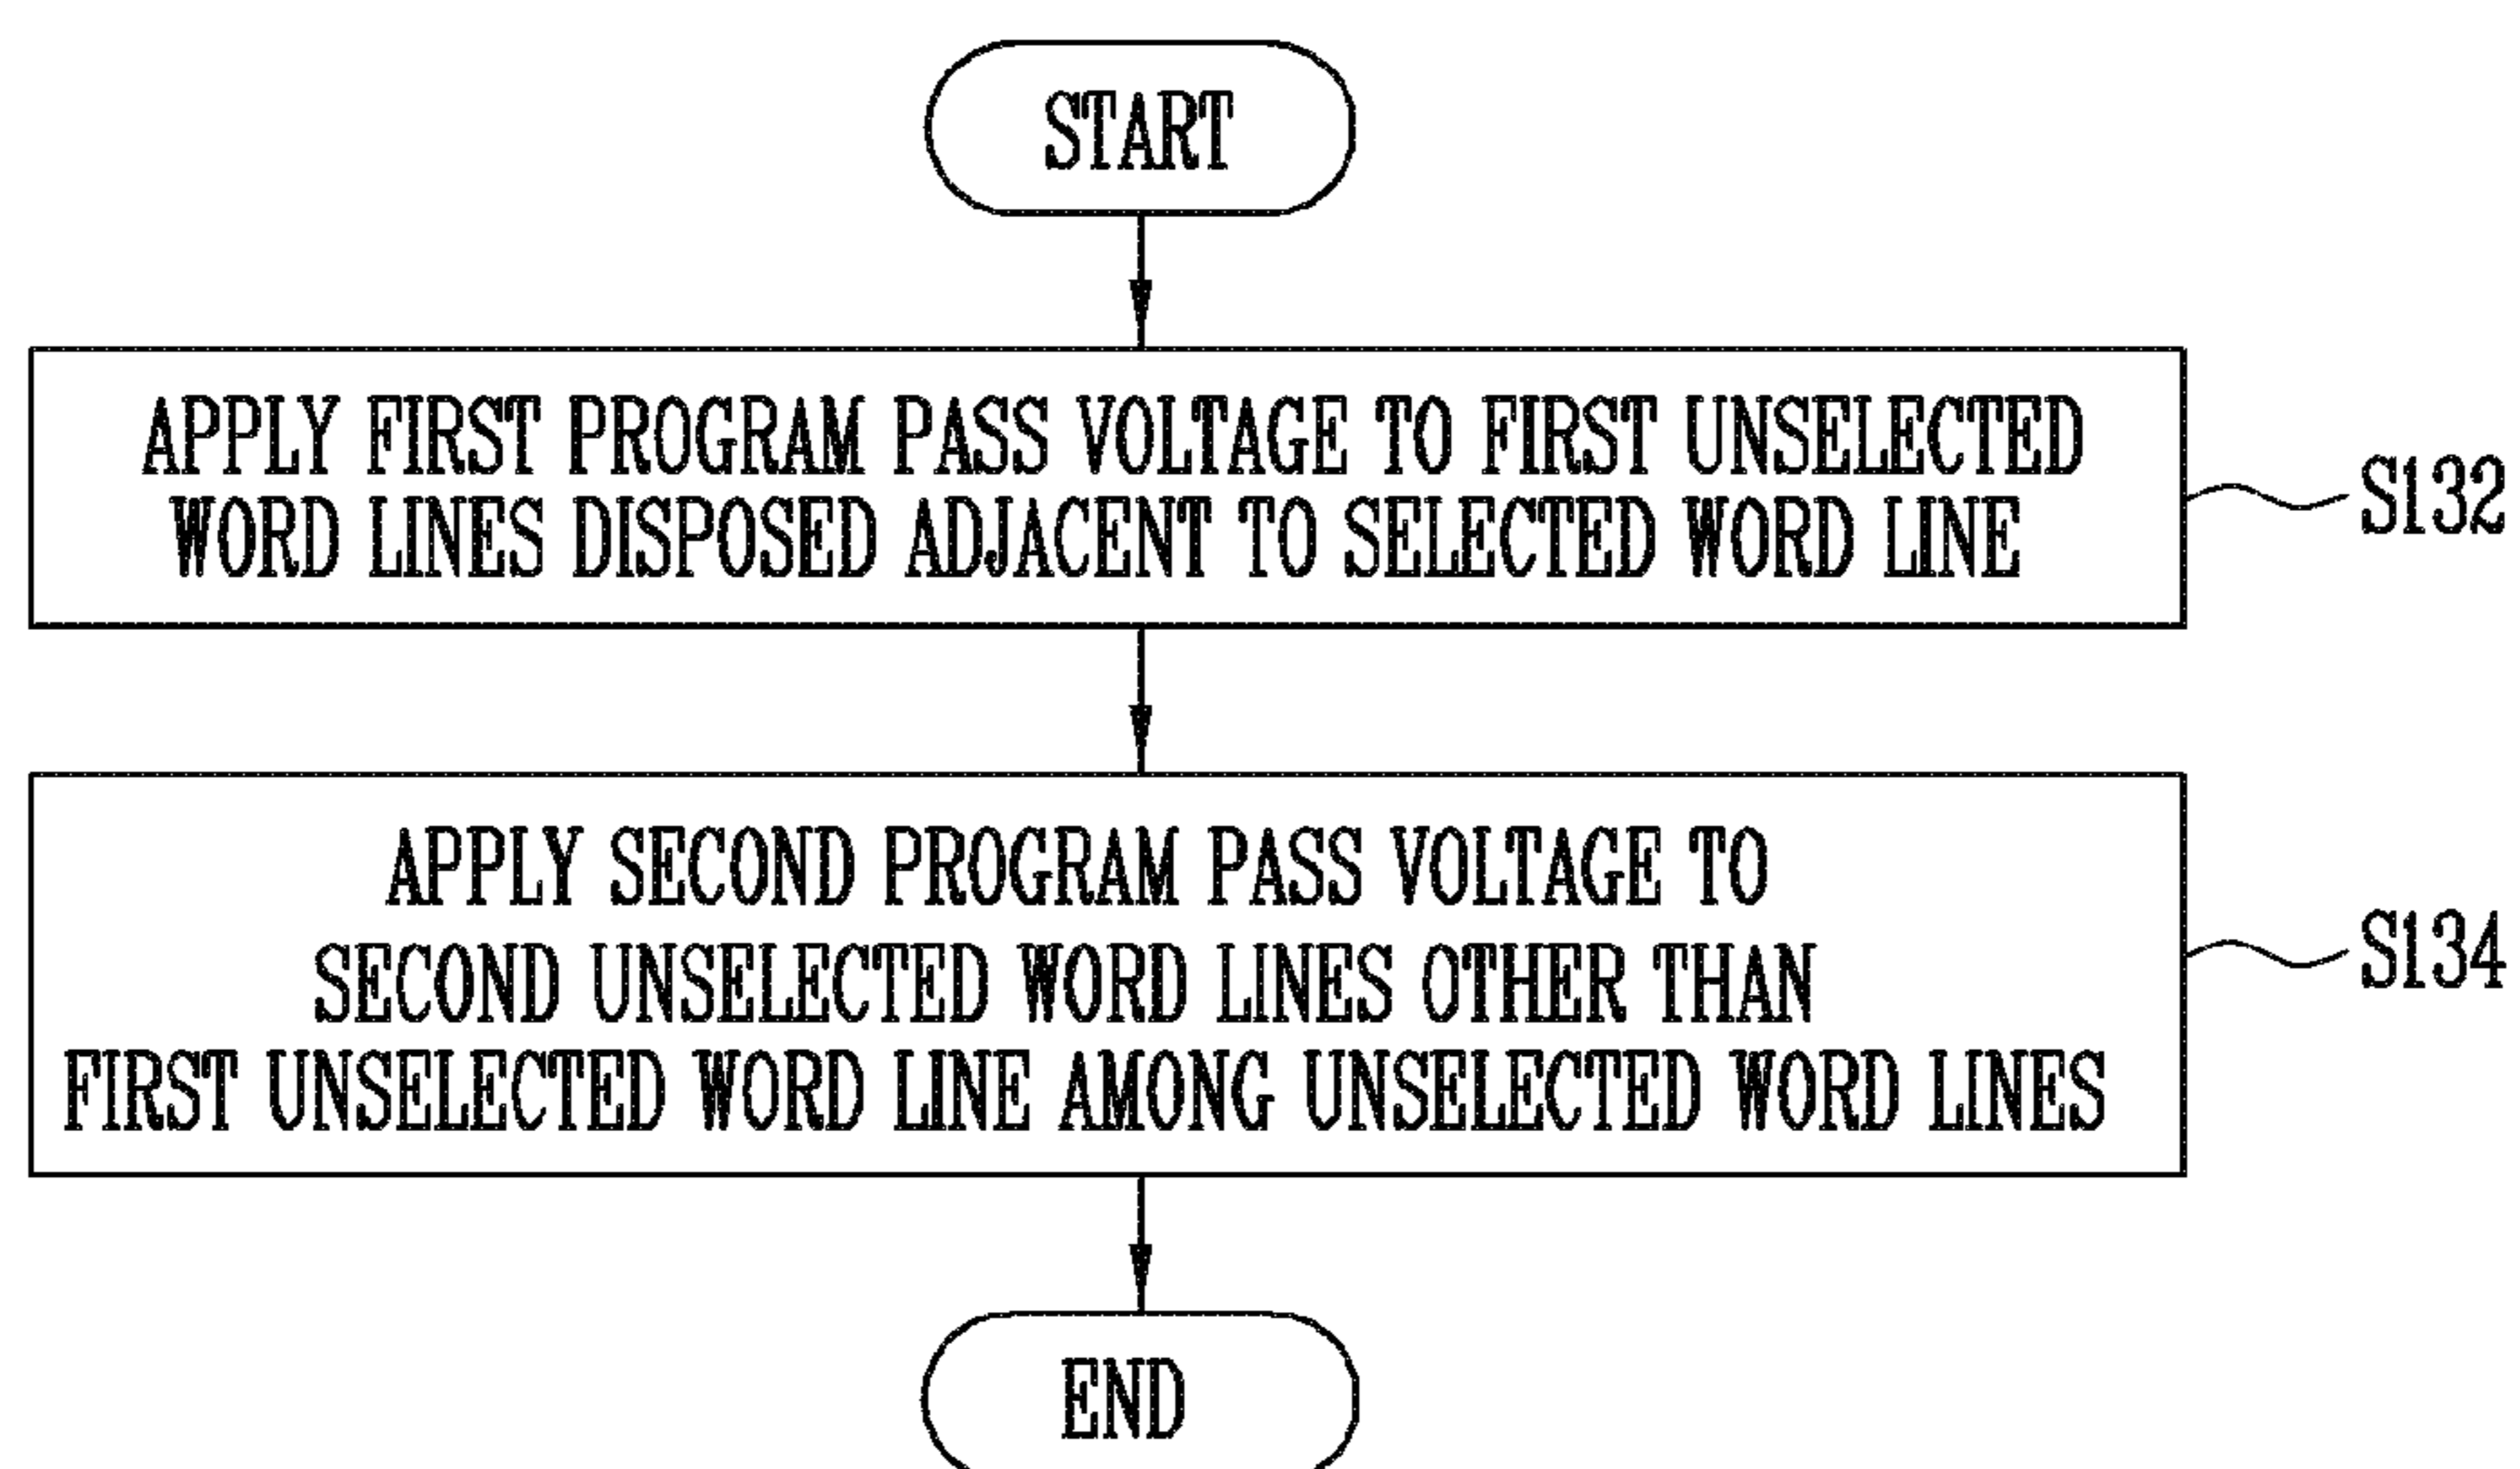 START
APPLY FIRST PROGRAM PASS VOLTAGE TO FIRST UNSELECTED
WORD LINES DISPOSED ADJACENT TO SELECTED WORD LINE
S132
APPLY SECOND PROGRAM PASS VOLTAGE TO
SECOND UNSELECTED WORD LINES OTHER THAN
FIRST UNSELECTED WORD LINE AMONG UNSELECTED WORD LINES
S134
END